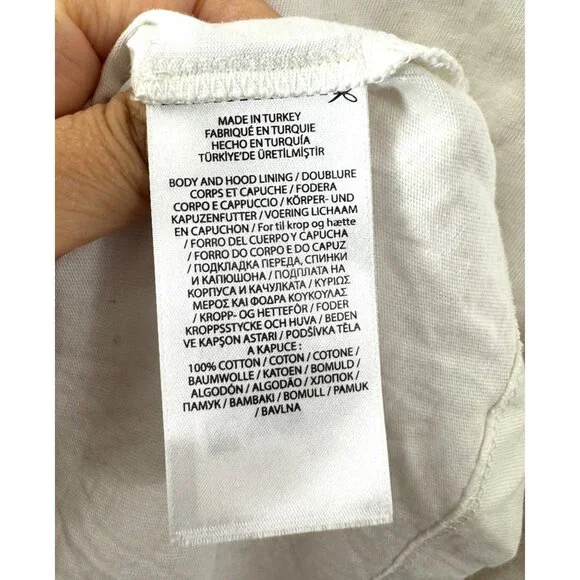 MADE IN TURKEY
FABRIQUÉ EN TURQUIE
HECHO EN TURQUÍA
TÜRKİYE'DE ÜRETİLMİŞTİR
BODY AND HOOD LINING / DOUBLURE
CORPS ET CAPUCHE / FODERA
CORPO E CAPPUCCIO / KÖRPER- UND
KAPUZENFUTTER / VOERING LICHAAM
EN CAPUCHON / For til krop og hætte
/ FORRO DEL CUERPO Y CAPUCHA
/ FORRO DO CORPO E DO CAPUZ
/ ПОДКЛАДКА ПЕРЕДА, СПИНКИ
И КАПЮШОНА / ПОДПЛАТА НА
КОРПУСА И КАЧУЛКАТА / ΚΥΡΙΩΣ
ΜΕΡΟΣ ΚΑΙ ΦΟΔΡΑ ΚΟΥΚΟΥΛΑΣ
/ KROPP- OG HETTEFÔR / FODER
KROPPSSTYCKE OCH HUVA / BEDEN
VE KAPŞON ASTARI / PODŠÍVKA TĚLA
A KAPUCE :
100% COTTON / COTON / COTONE /
BAUMWOLLE / KATOEN / BOMULD /
ALGODÓN / ALGODÃO / ХЛОПОК /
ПАМУК / ΒΑΜΒΑΚΙ / BOMULL / PAMUK
/ BAVLNA